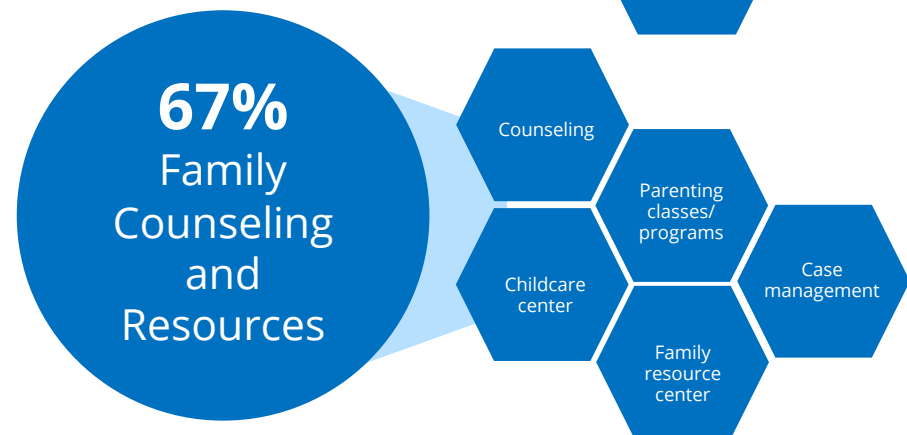 67%
Family
Counseling
and
Resources
Counseling
Parenting
classes/
programs
Childcare
center
Case
management
Family
resource
center